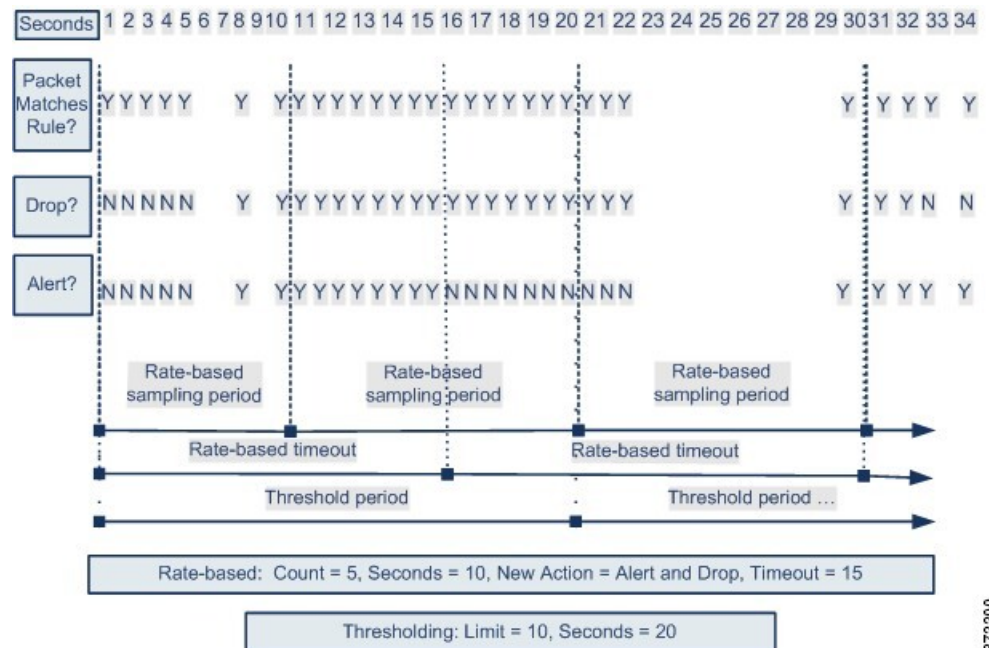 Seconds 1 2 3 4 5 6 7 8 9 10 11 12 13 14 15 16 17 18 19 20 21 22 23 24 25 26 27 28 29 30 31 32 33 34
Packet
Matches
Rule?
Y Y Y Y Y Y Y Y Y Y Y Y Y Y Y Y Y Y Y Y Y Y Y Y Y Y Y Y Y Y
Drop? N N N N N Y Y Y Y Y Y Y Y Y Y Y Y Y Y Y Y Y Y Y Y Y Y Y N N
Alert? N N N N N Y Y Y Y Y Y Y Y Y Y N N N N N N N N N N Y Y Y Y Y
Rate-based
sampling period
Rate-based
sampling period
Rate-based
sampling period
Rate-based timeout
Rate-based timeout
Threshold period
Threshold period ...
Rate-based: Count = 5, Seconds = 10, New Action = Alert and Drop, Timeout = 15
Thresholding: Limit = 10, Seconds = 20